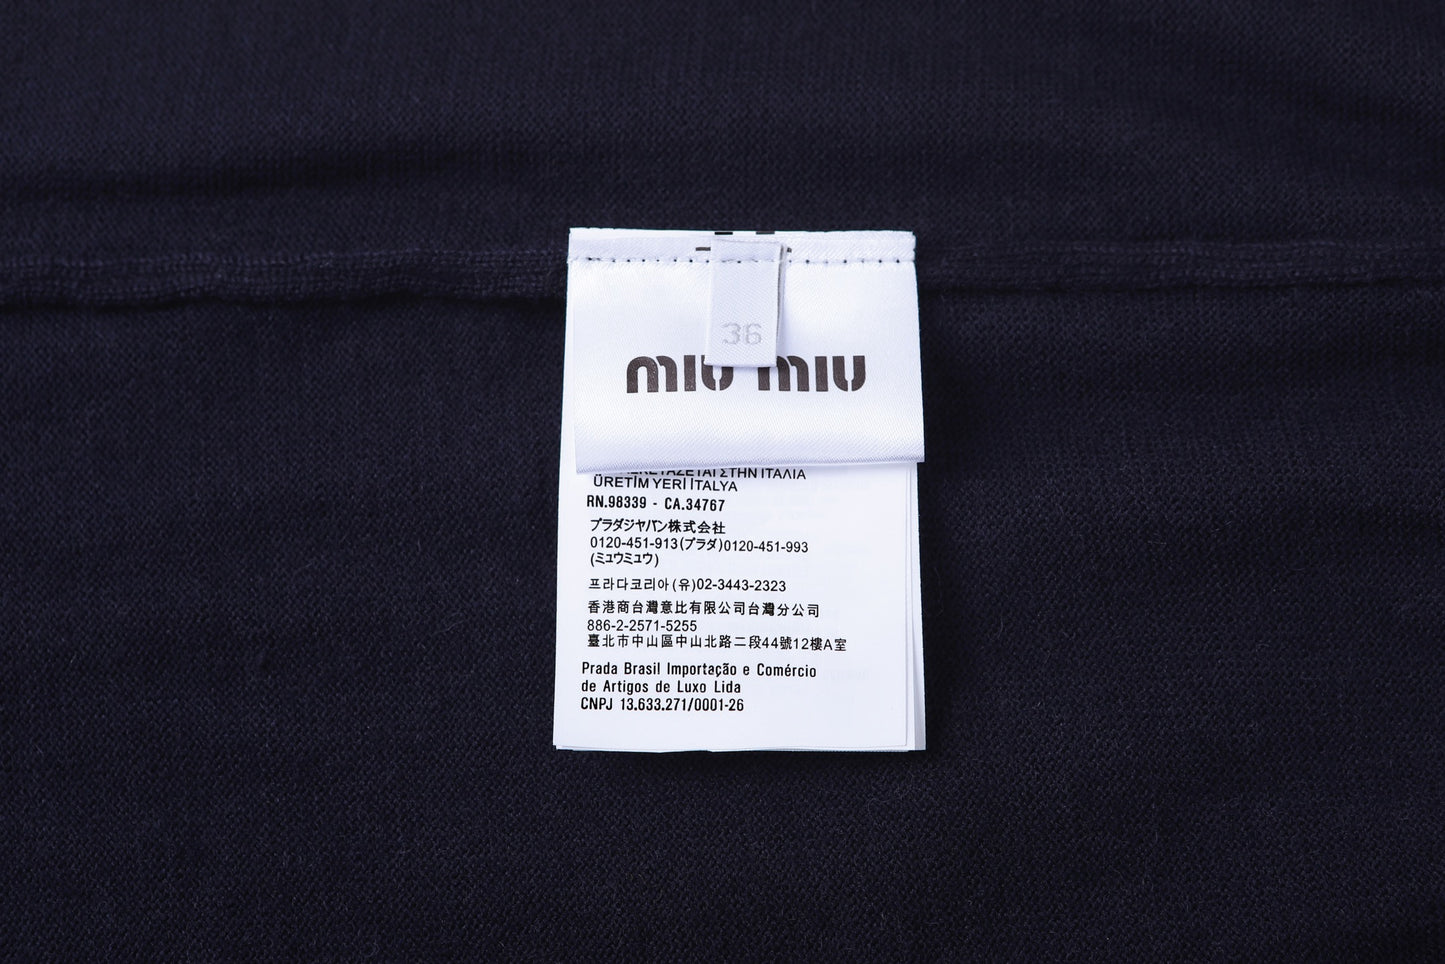 36
miu miu
ΣΤΗΝ ΙΤΑΛΙΑ
ÜRETİM YERİ İTALYA
RN.98339 - CA.34767
プラダジャパン株式会社
0120-451-913(プラダ)0120-451-993
(ミュウミュウ)
프라다코리아(유)02-3443-2323
香港商台灣意比有限公司台灣分公司
886-2-2571-5255
臺北市中山區中山北路二段44號12樓A室
Prada Brasil Importação e Comércio
de Artigos de Luxo Lida
CNPJ 13.633.271/0001-26